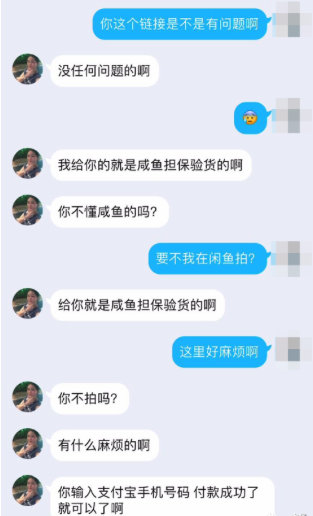 你这个链接是不是有问题啊
没任何问题的啊
我给你的就是咸鱼担保验货的啊
你不懂咸鱼的吗?
要不我在闲鱼拍?
给你就是咸鱼担保验货的啊
这里好麻烦啊
你不拍吗?
有什么麻烦的啊
你输入支付宝手机号码 付款成功了
就可以了啊